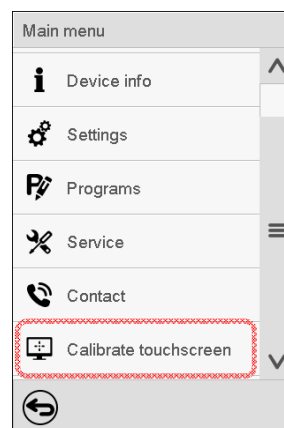 Main menu
Device info
Settings
Programs
Service
Contact
Calibrate touchscreen